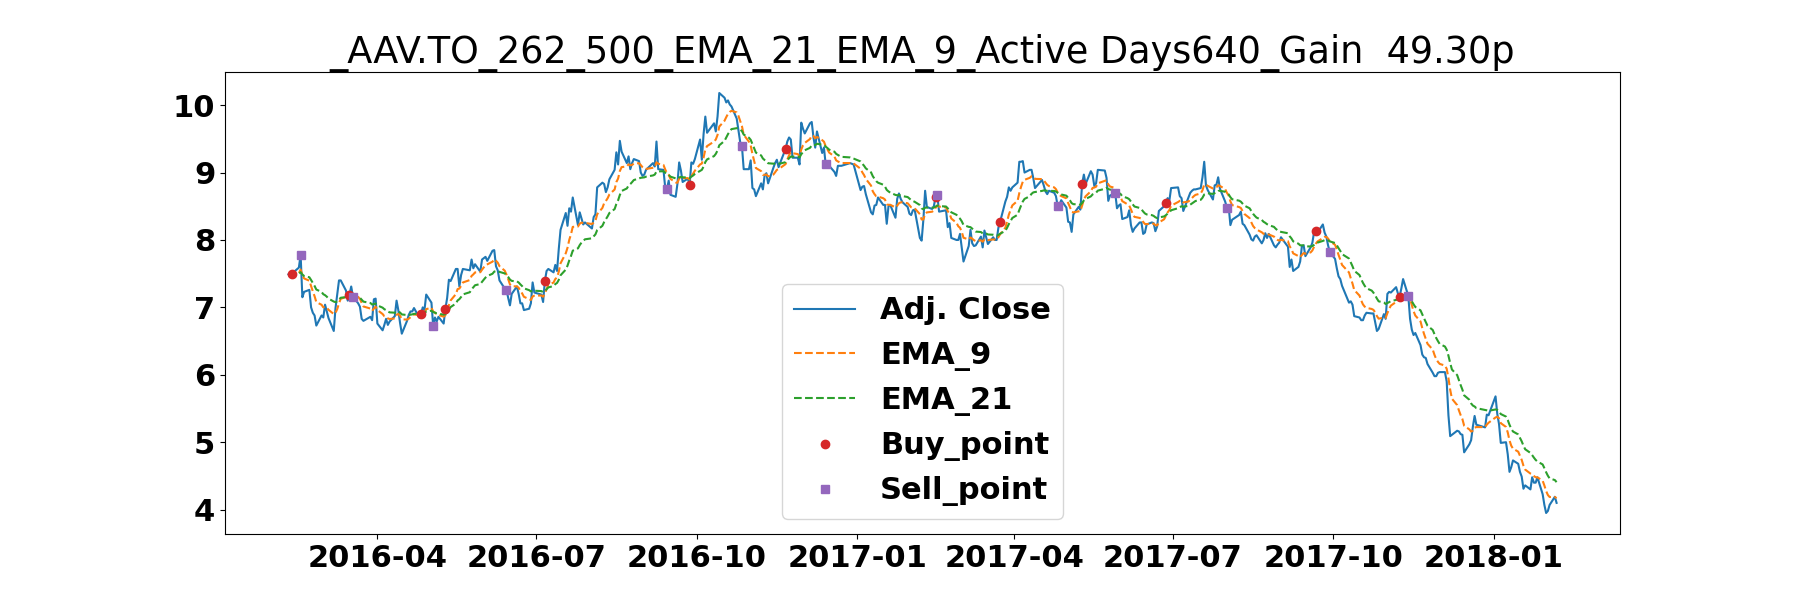 _AAV.TO_262_500_EMA_21_EMA_9_Active Days640_Gain  49.30p
10
9
8
7
6
5
4
Adj. Close
EMA_9
EMA_21
Buy_point
Sell_point
2016-04 2016-07 2016-10 2017-01 2017-04 2017-07 2017-10 2018-01